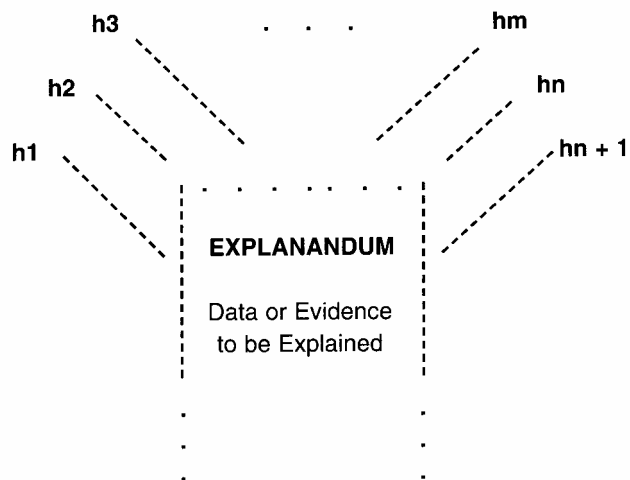 h3 . . . hm
h2 hn
h1 hn + 1
EXPLANANDUM
Data or Evidence
to be Explained